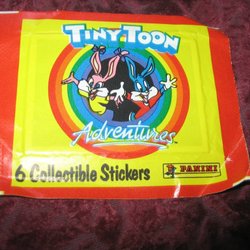 TINY TOON
Adventures
6 Collectible Stickers
PANINI